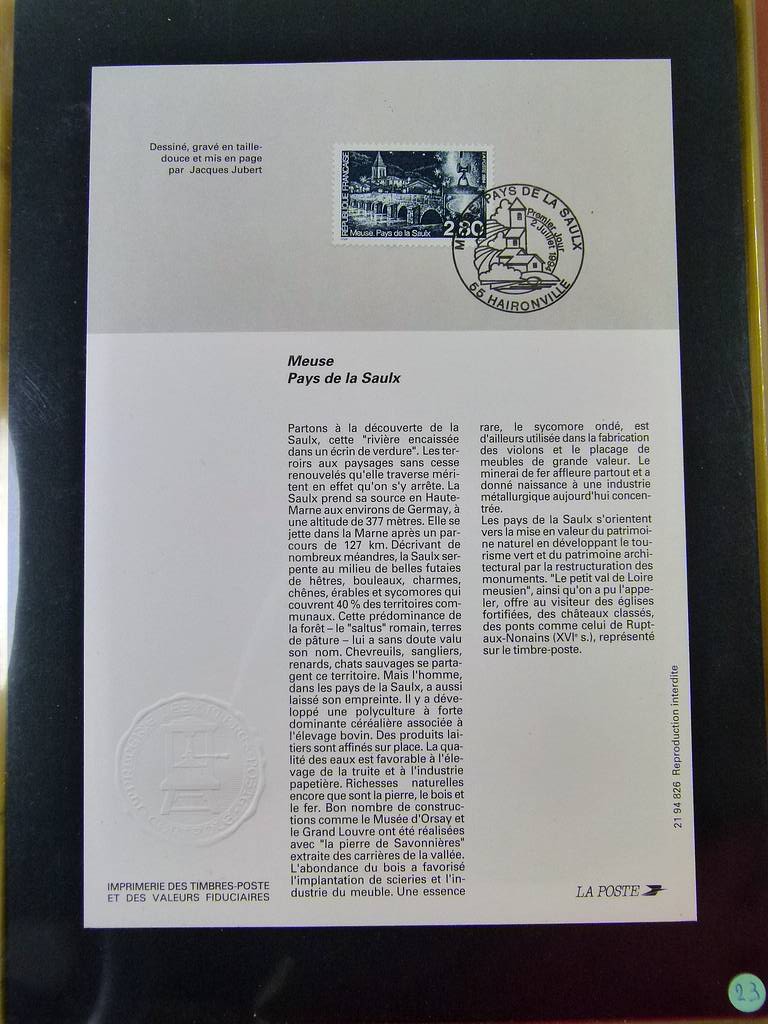 Dessiné, gravé en taille-
douce et mis en page
par Jacques Jubert
RÉPUBLIQUE FRANÇAISE
Meuse. Pays de la Saulx
2,80
PAYS DE LA SAULX
Premier Jour
2 Juillet 1994
55 HAIRONVILLE
Meuse
Pays de la Saulx
Partons à la découverte de la
Saulx, cette "rivière encaissée
dans un écrin de verdure". Les ter-
roirs aux paysages sans cesse
renouvelés qu'elle traverse méri-
tent en effet qu'on s'y arrête. La
Saulx prend sa source en Haute-
Marne aux environs de Germay, à
une altitude de 377 mètres. Elle se
jette dans la Marne après un par-
cours de 127 km. Décrivant de
nombreux méandres, la Saulx ser-
pente au milieu de belles futaies
de hêtres, bouleaux, charmes,
chênes, érables et sycomores qui
couvrent 40 % des territoires com-
munaux. Cette prédominance de
la forêt – le "saltus" romain, terres
de pâture – lui a sans doute valu
son nom. Chevreuils, sangliers,
renards, chats sauvages se parta-
gent ce territoire. Mais l'homme,
dans les pays de la Saulx, a aussi
laissé son empreinte. Il y a déve-
loppé une polyculture à forte
dominante céréalière associée à
l'élevage bovin. Des produits lai-
tiers sont affinés sur place. La qua-
lité des eaux est favorable à l'éle-
vage de la truite et à l'industrie
papetière. Richesses naturelles
encore que sont la pierre, le bois et
le fer. Bon nombre de construc-
tions comme le Musée d'Orsay et
le Grand Louvre ont été réalisées
avec "la pierre de Savonnières"
extraite des carrières de la vallée.
L'abondance du bois a favorisé
l'implantation de scieries et l'in-
dustrie du meuble. Une essence
rare, le sycomore ondé, est
d'ailleurs utilisée dans la fabrication
des violons et le placage de
meubles de grande valeur. Le
minerai de fer affleure partout et a
donné naissance à une industrie
métallurgique aujourd'hui concen-
trée.
Les pays de la Saulx s'orientent
vers la mise en valeur du patrimoi-
ne naturel en développant le tou-
risme vert et du patrimoine archi-
tectural par la restructuration des
monuments. "Le petit val de Loire
meusien", ainsi qu'on a pu l'appe-
ler, offre au visiteur des églises
fortifiées, des châteaux classés,
des ponts comme celui de Rupt-
aux-Nonains (XVIe s.), représenté
sur le timbre-poste.
21 94 826 Reproduction interdite
IMPRIMERIE DES TIMBRES-POSTE
ET DES VALEURS FIDUCIAIRES
LA POSTE
23